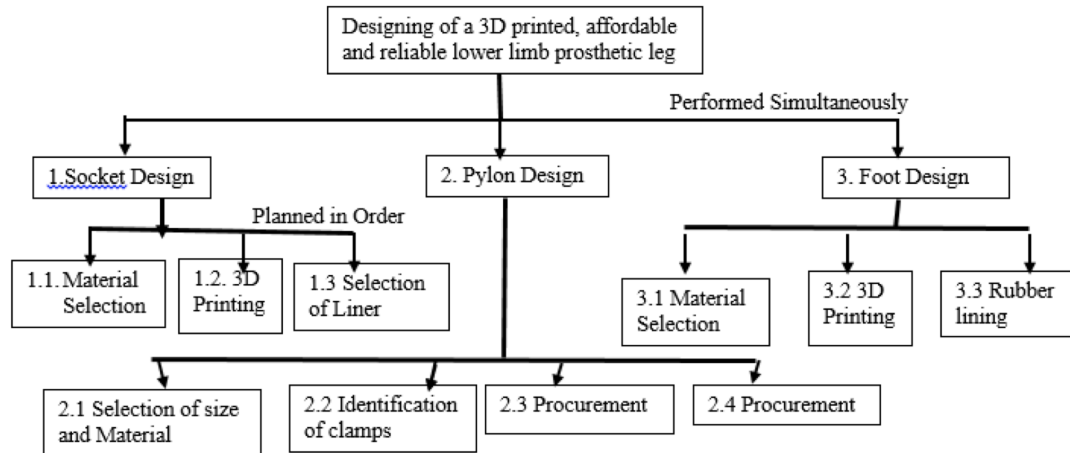 Designing of a 3D printed, affordable
and reliable lower limb prosthetic leg
Performed Simultaneously
1.Socket Design
2. Pylon Design
3. Foot Design
Planned in Order
1.1. Material
Selection
1.2. 3D
Printing
1.3 Selection
of Liner
3.1 Material
Selection
3.2 3D
Printing
3.3 Rubber
lining
2.1 Selection of size
and Material
2.2 Identification
of clamps
2.3 Procurement
2.4 Procurement